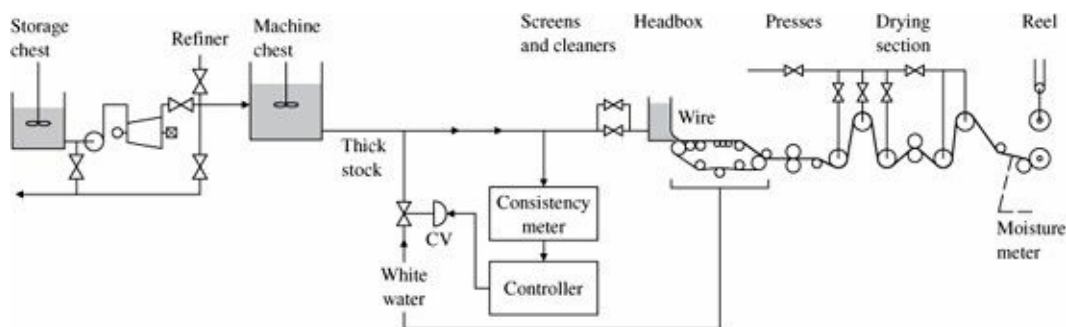 Storage
chest
Refiner
Machine
chest
Screens
and cleaners
Headbox
Presses
Drying
section
Reel
Wire
Thick
stock
Consistency
meter
CV
White
water
Controller
Moisture
meter